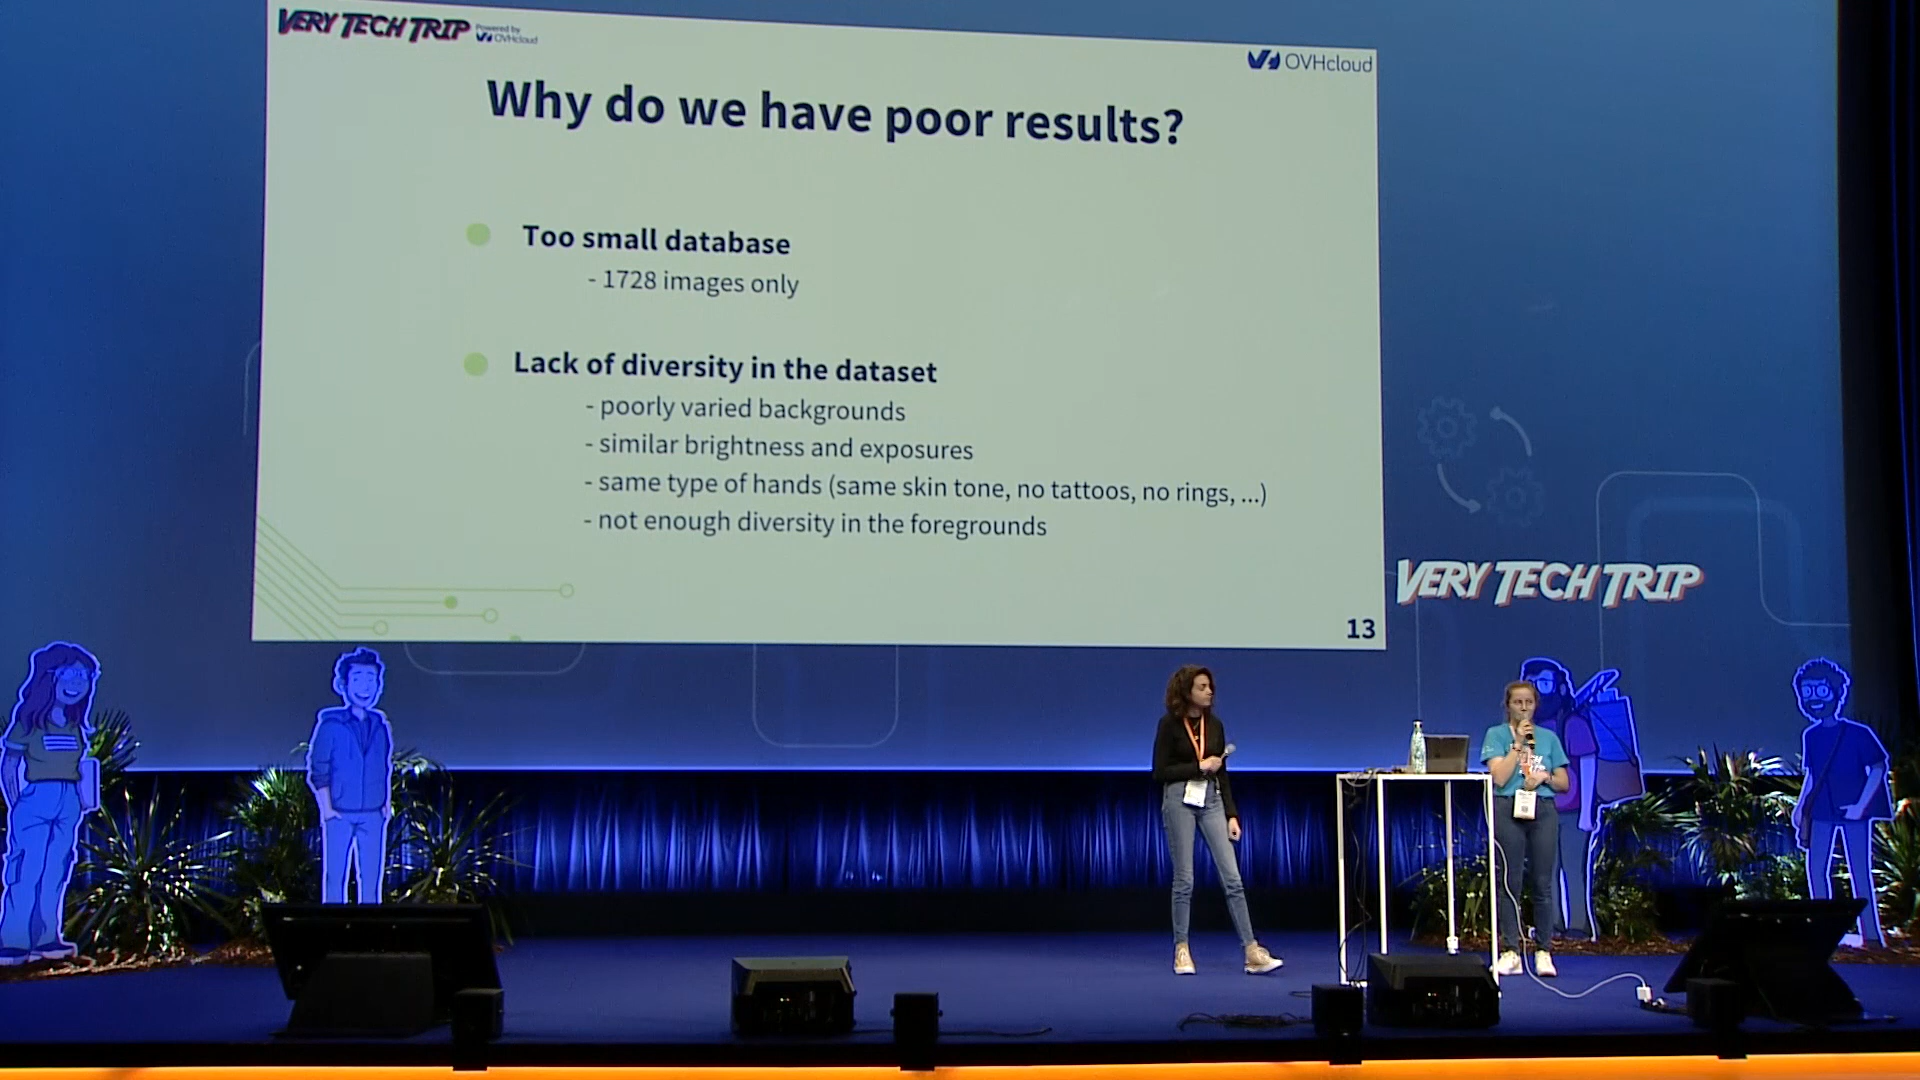 VERY TECH TRIP
Powered by
OVHcloud
OVHcloud
Why do we have poor results?
Too small database
- 1728 images only
Lack of diversity in the dataset
- poorly varied backgrounds
- similar brightness and exposures
- same type of hands (same skin tone, no tattoos, no rings, ...)
- not enough diversity in the foregrounds
13
VERY TECH TRIP